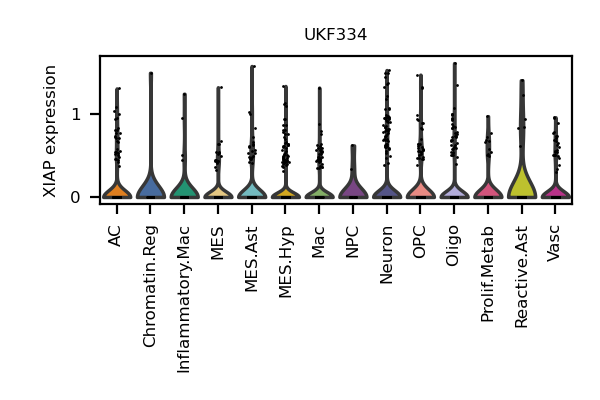 UKF334
XIAP expression
1
0
AC
Chromatin.Reg
Inflammatory.Mac
MES
MES.Ast
MES.Hyp
Mac
NPC
Neuron
OPC
Oligo
Prolif.Metab
Reactive.Ast
Vasc